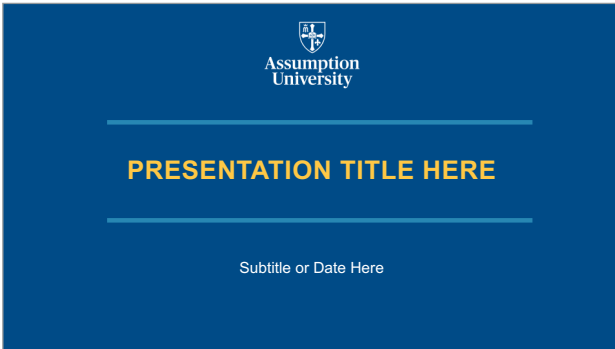 Assumption
University
PRESENTATION TITLE HERE
Subtitle or Date Here